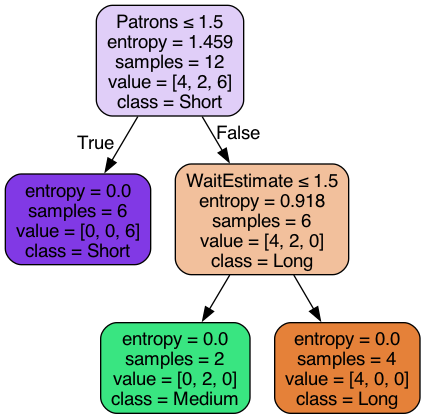 Patrons ≤ 1.5
entropy = 1.459
samples = 12
value = [4, 2, 6]
class = Short
True
False
entropy = 0.0
samples = 6
value = [0, 0, 6]
class = Short
WaitEstimate ≤ 1.5
entropy = 0.918
samples = 6
value = [4, 2, 0]
class = Long
entropy = 0.0
samples = 2
value = [0, 2, 0]
class = Medium
entropy = 0.0
samples = 4
value = [4, 0, 0]
class = Long